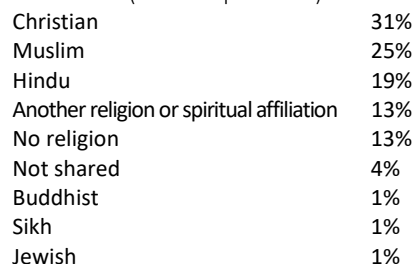 Christian 31%
Muslim 25%
Hindu 19%
Another religion or spiritual affiliation 13%
No religion 13%
Not shared 4%
Buddhist 1%
Sikh 1%
Jewish 1%